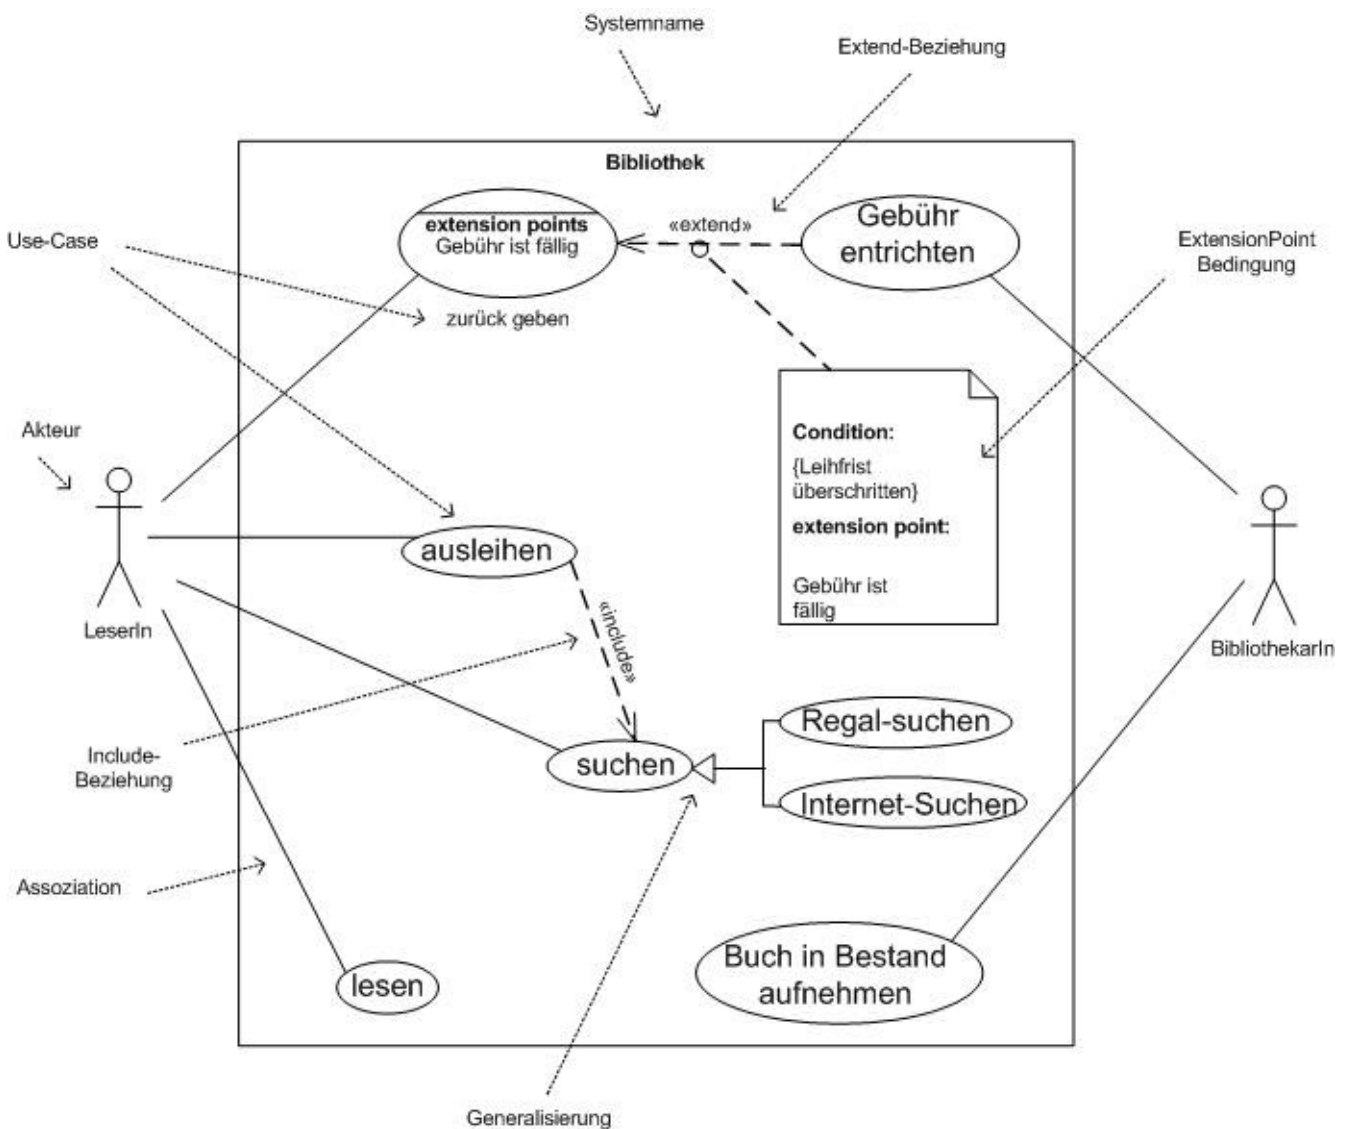 Systemname
Extend-Beziehung
Bibliothek
Use-Case
extension points
Gebühr ist fällig
«extend»
Gebühr
entrichten
ExtensionPoint
Bedingung
zurück geben
Akteur
Condition:
{Leihfrist
überschritten}
extension point:
Gebühr ist
fällig
ausleihen
LeserIn
«include»
BibliothekarIn
Include-
Beziehung
suchen
Regal-suchen
Internet-Suchen
Assoziation
lesen
Buch in Bestand
aufnehmen
Generalisierung